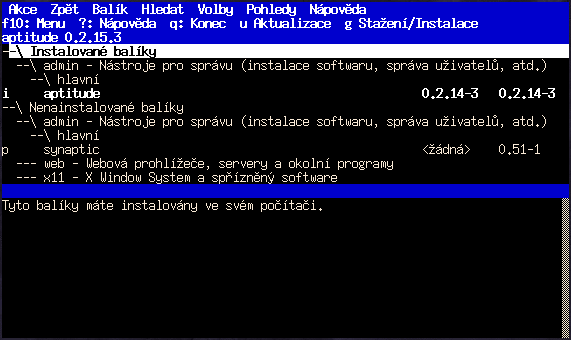 Akce  Zpět  Balík  Hledat  Volby  Pohledy  Nápověda
f10: Menu  ?: Nápověda  q: Konec  u Aktualizace  g Stažení/Instalace
aptitude 0.2.15.3
--\ Instalované balíky
  --\ admin - Nástroje pro správu (instalace softwaru, správa uživatelů, atd.)
    --\ hlavní
i     aptitude                                              0.2.14-3   0.2.14-3
--\ Nenainstalované balíky
  --\ admin - Nástroje pro správu (instalace softwaru, správa uživatelů, atd.)
    --\ hlavní
p     synaptic                                              <žádná>    0.51-1
  --- web - Webová prohlížeče, servery a okolní programy
  --- x11 - X Window System a spřízněný software
Tyto balíky máte instalovány ve svém počítači.